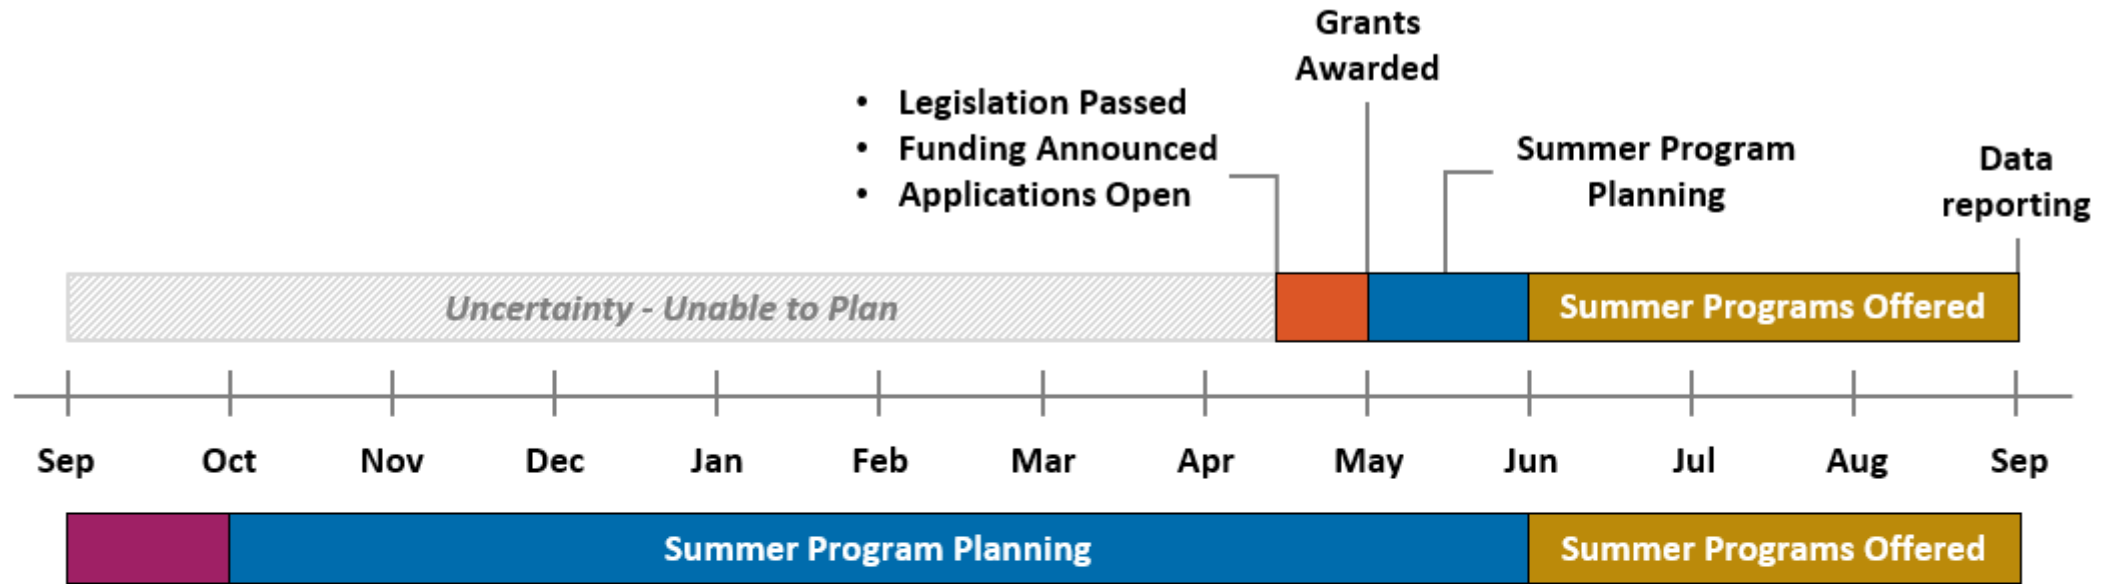 Grants
Awarded
• Legislation Passed
• Funding Announced
• Applications Open
Summer Program
Planning
Data
reporting
Uncertainty - Unable to Plan
Summer Programs Offered
Sep Oct Nov Dec Jan Feb Mar Apr May Jun Jul Aug Sep
Summer Program Planning
Summer Programs Offered